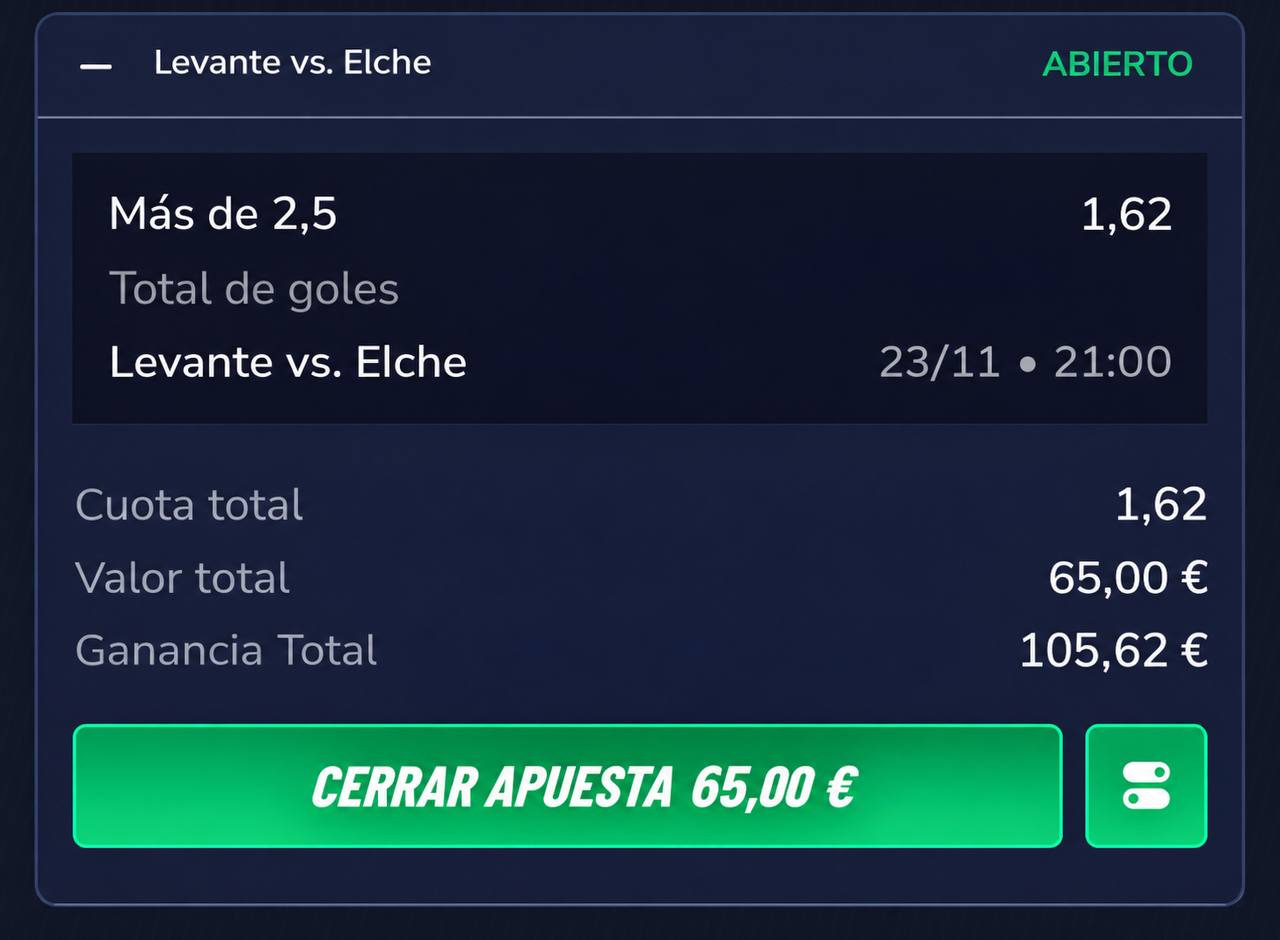 Levante vs. Elche ABIERTO
Más de 2,5 1,62
Total de goles
Levante vs. Elche 23/11 • 21:00
Cuota total 1,62
Valor total 65,00 €
Ganancia Total 105,62 €
CERRAR APUESTA 65,00 €